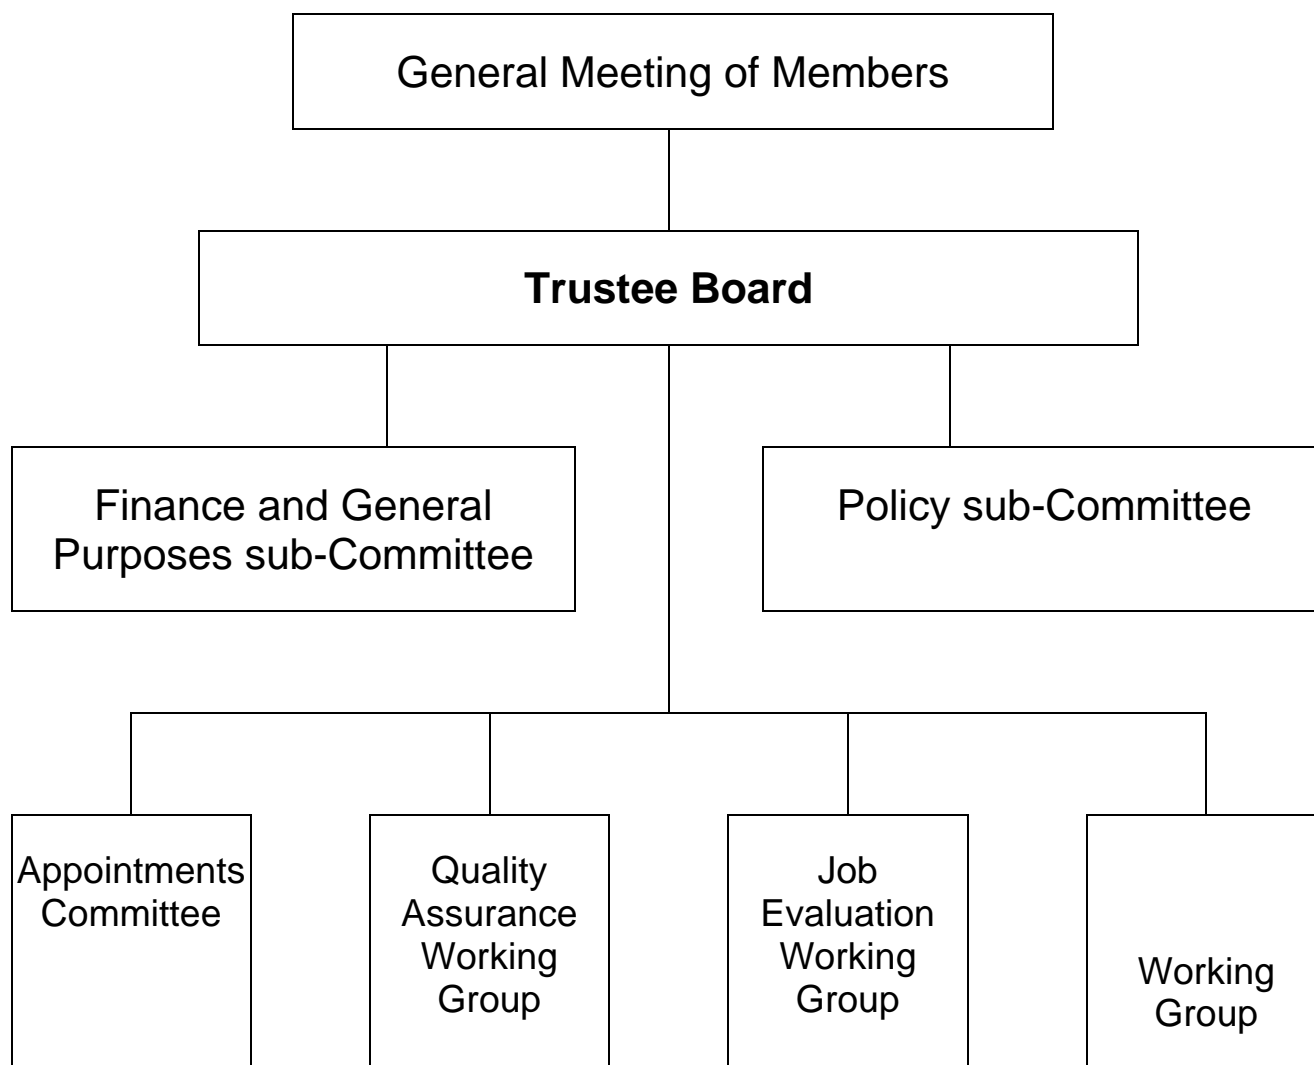 General Meeting of Members
Trustee Board
Finance and General
Purposes sub-Committee
Policy sub-Committee
Appointments
Committee
Quality
Assurance
Working
Group
Job
Evaluation
Working
Group
Working
Group